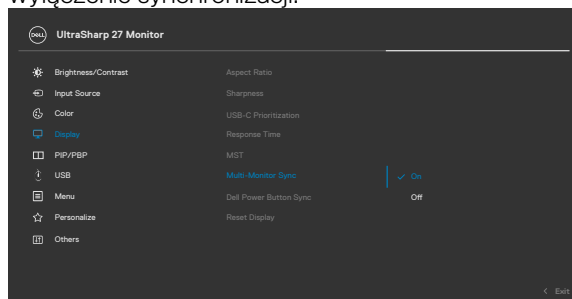 wyłączenie synchronizacji.
DELL UltraSharp 27 Monitor
Brightness/Contrast Aspect Ratio
Input Source Sharpness
Color USB-C Prioritization
Display Response Time
PIP/PBP MST
USB Multi-Monitor Sync ✓ On
Menu Dell Power Button Sync Off
Personalize Reset Display
Others
< Exit